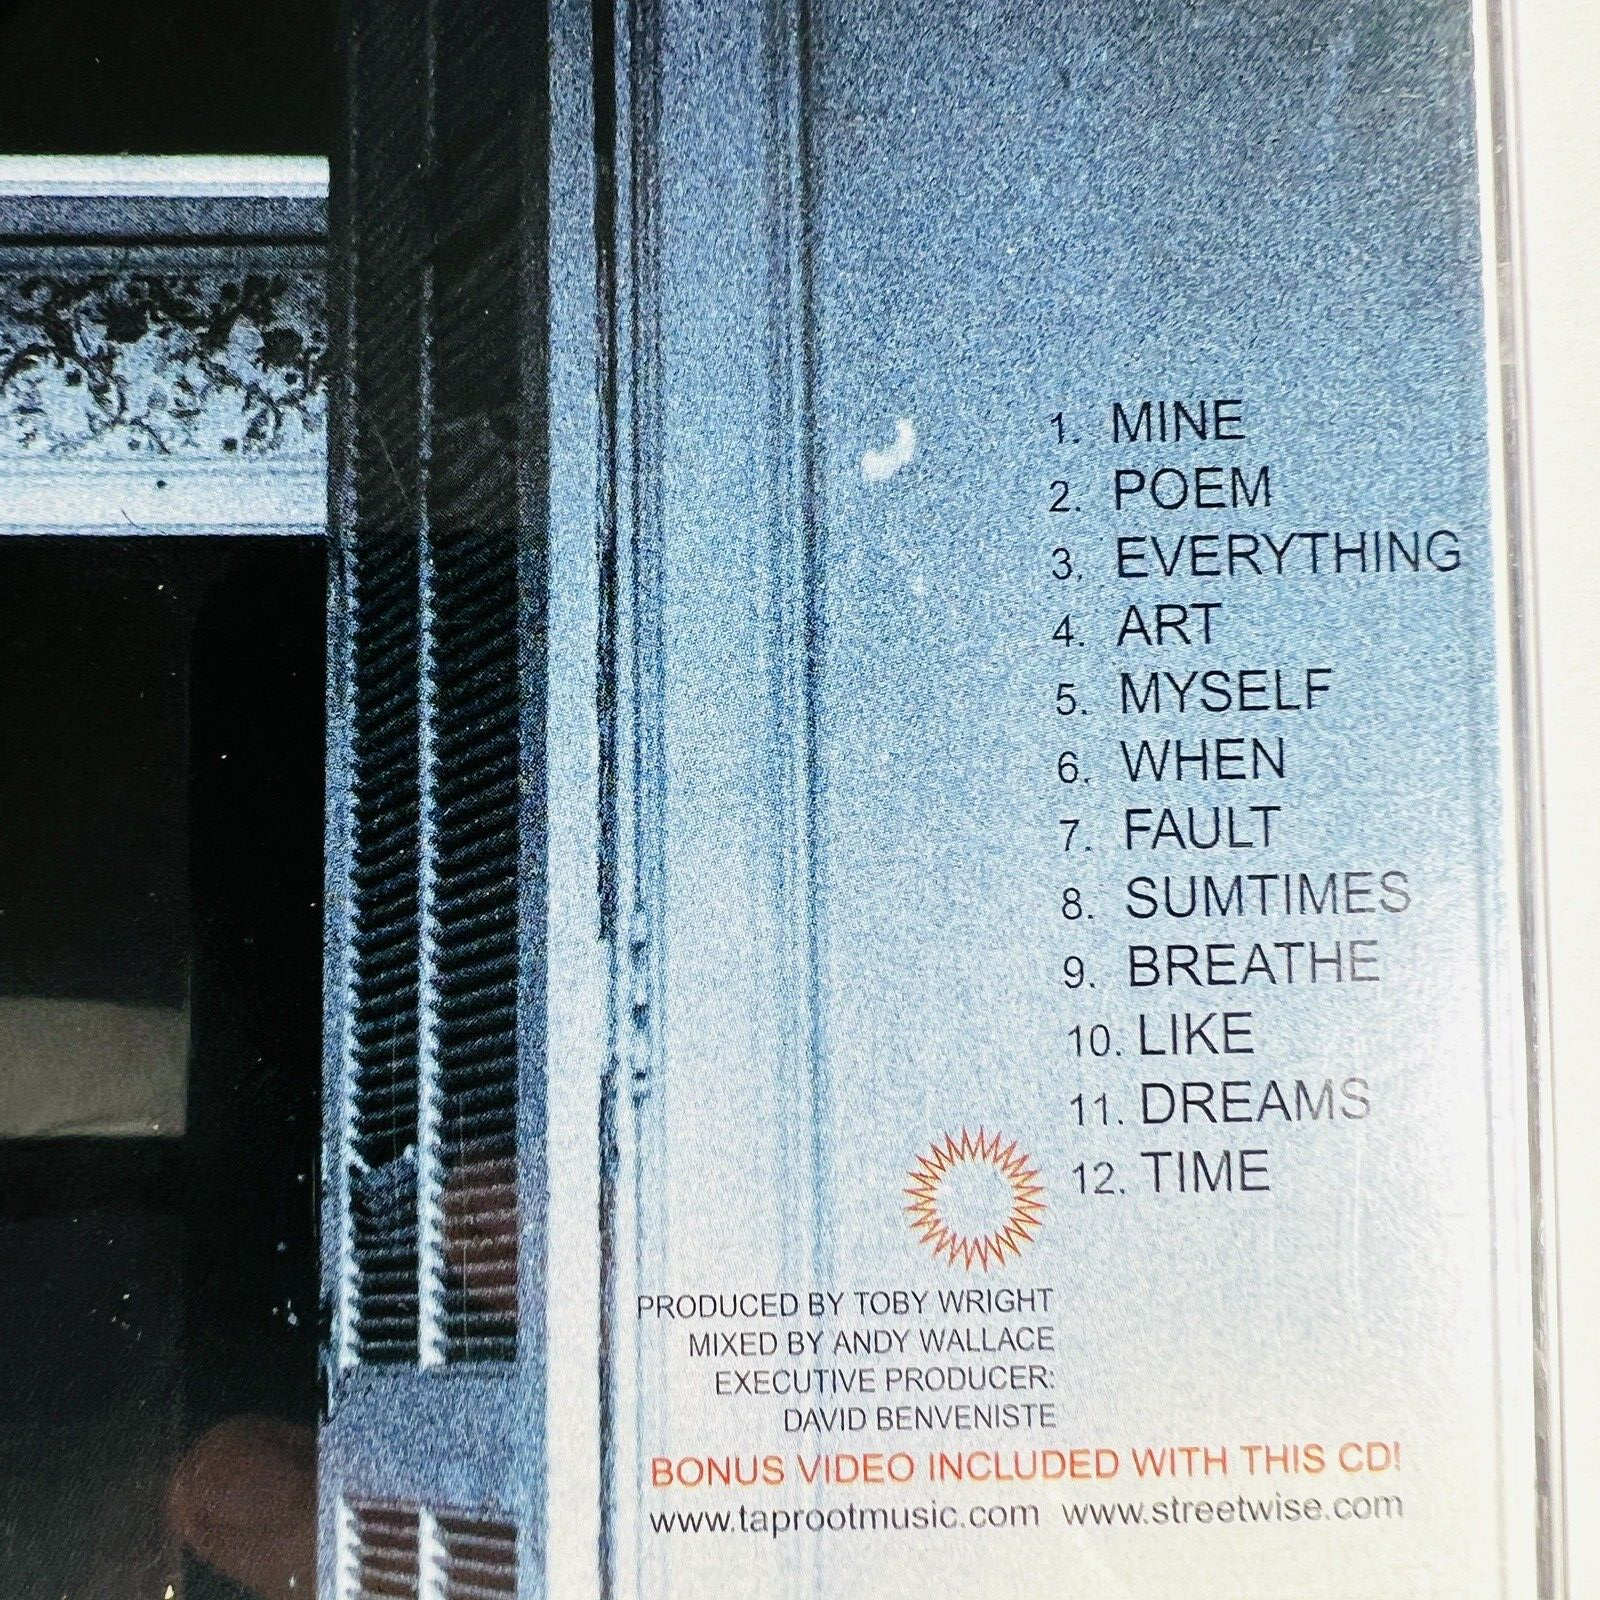 1. MINE
2. POEM
3. EVERYTHING
4. ART
5. MYSELF
6. WHEN
7. FAULT
8. SUMTIMES
9. BREATHE
10. LIKE
11. DREAMS
12. TIME
PRODUCED BY TOBY WRIGHT
MIXED BY ANDY WALLACE
EXECUTIVE PRODUCER:
DAVID BENVENISTE
BONUS VIDEO INCLUDED WITH THIS CD!
www.taprootmusic.com www.streetwise.com